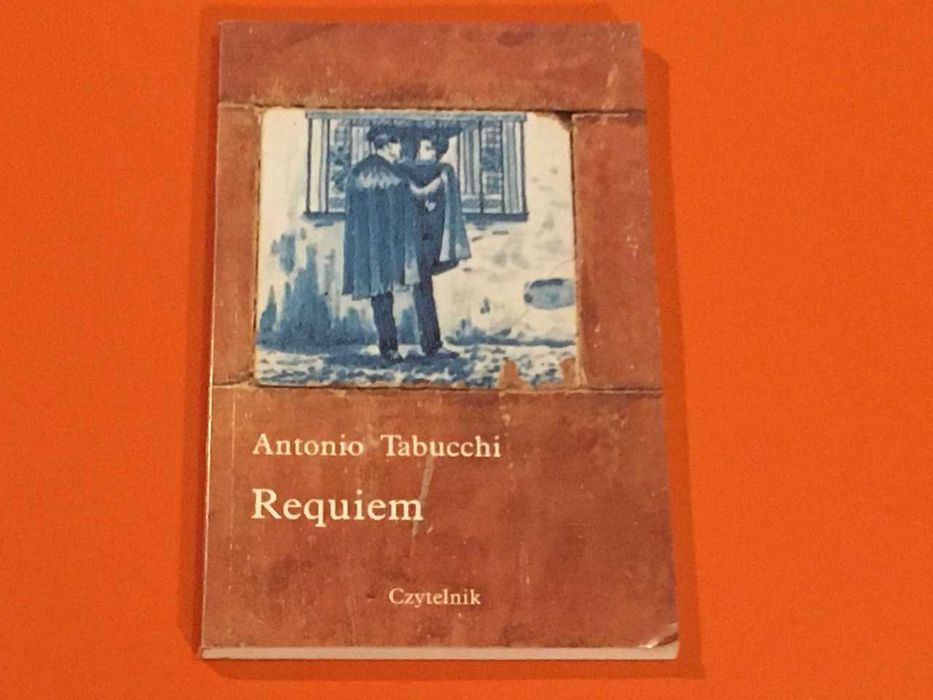 Antonio Tabucchi
Requiem
Czytelnik